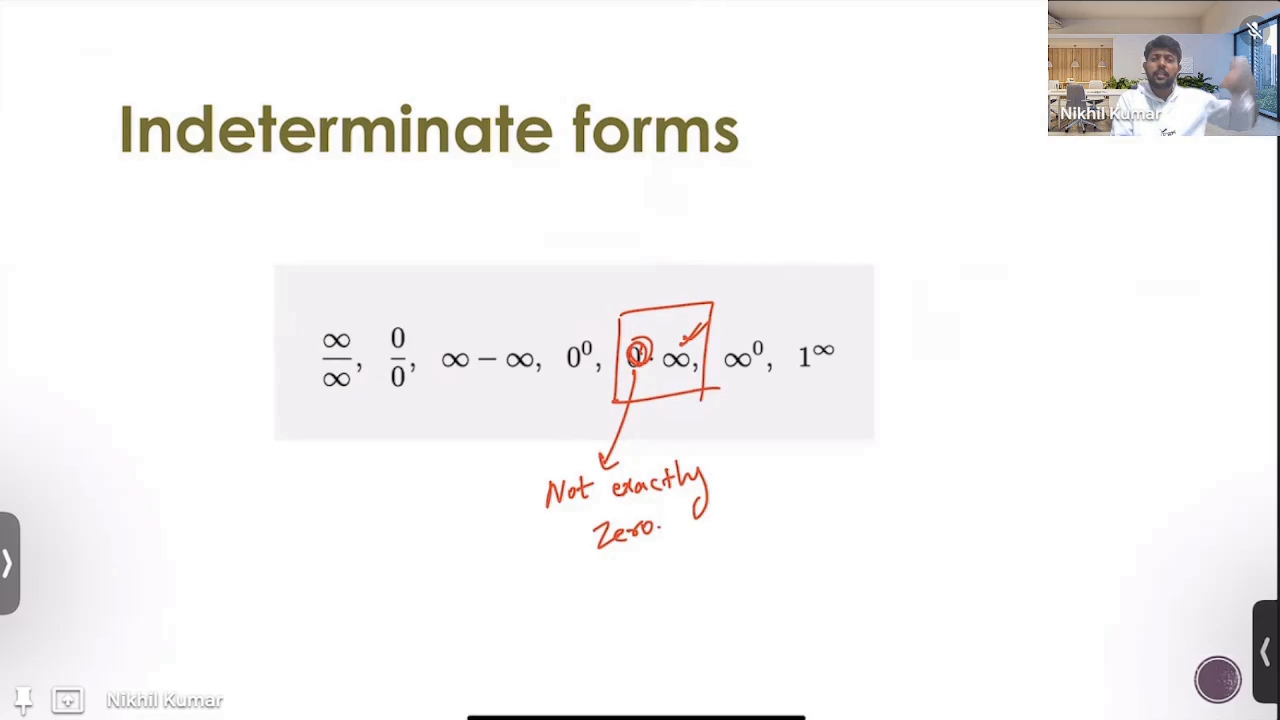 Nikhil Kumar
Indeterminate forms
∞/∞, 0/0, ∞ − ∞, 0⁰, 0 · ∞, ∞⁰, 1^∞
Not exactly
Zero.
Nikhil Kumar